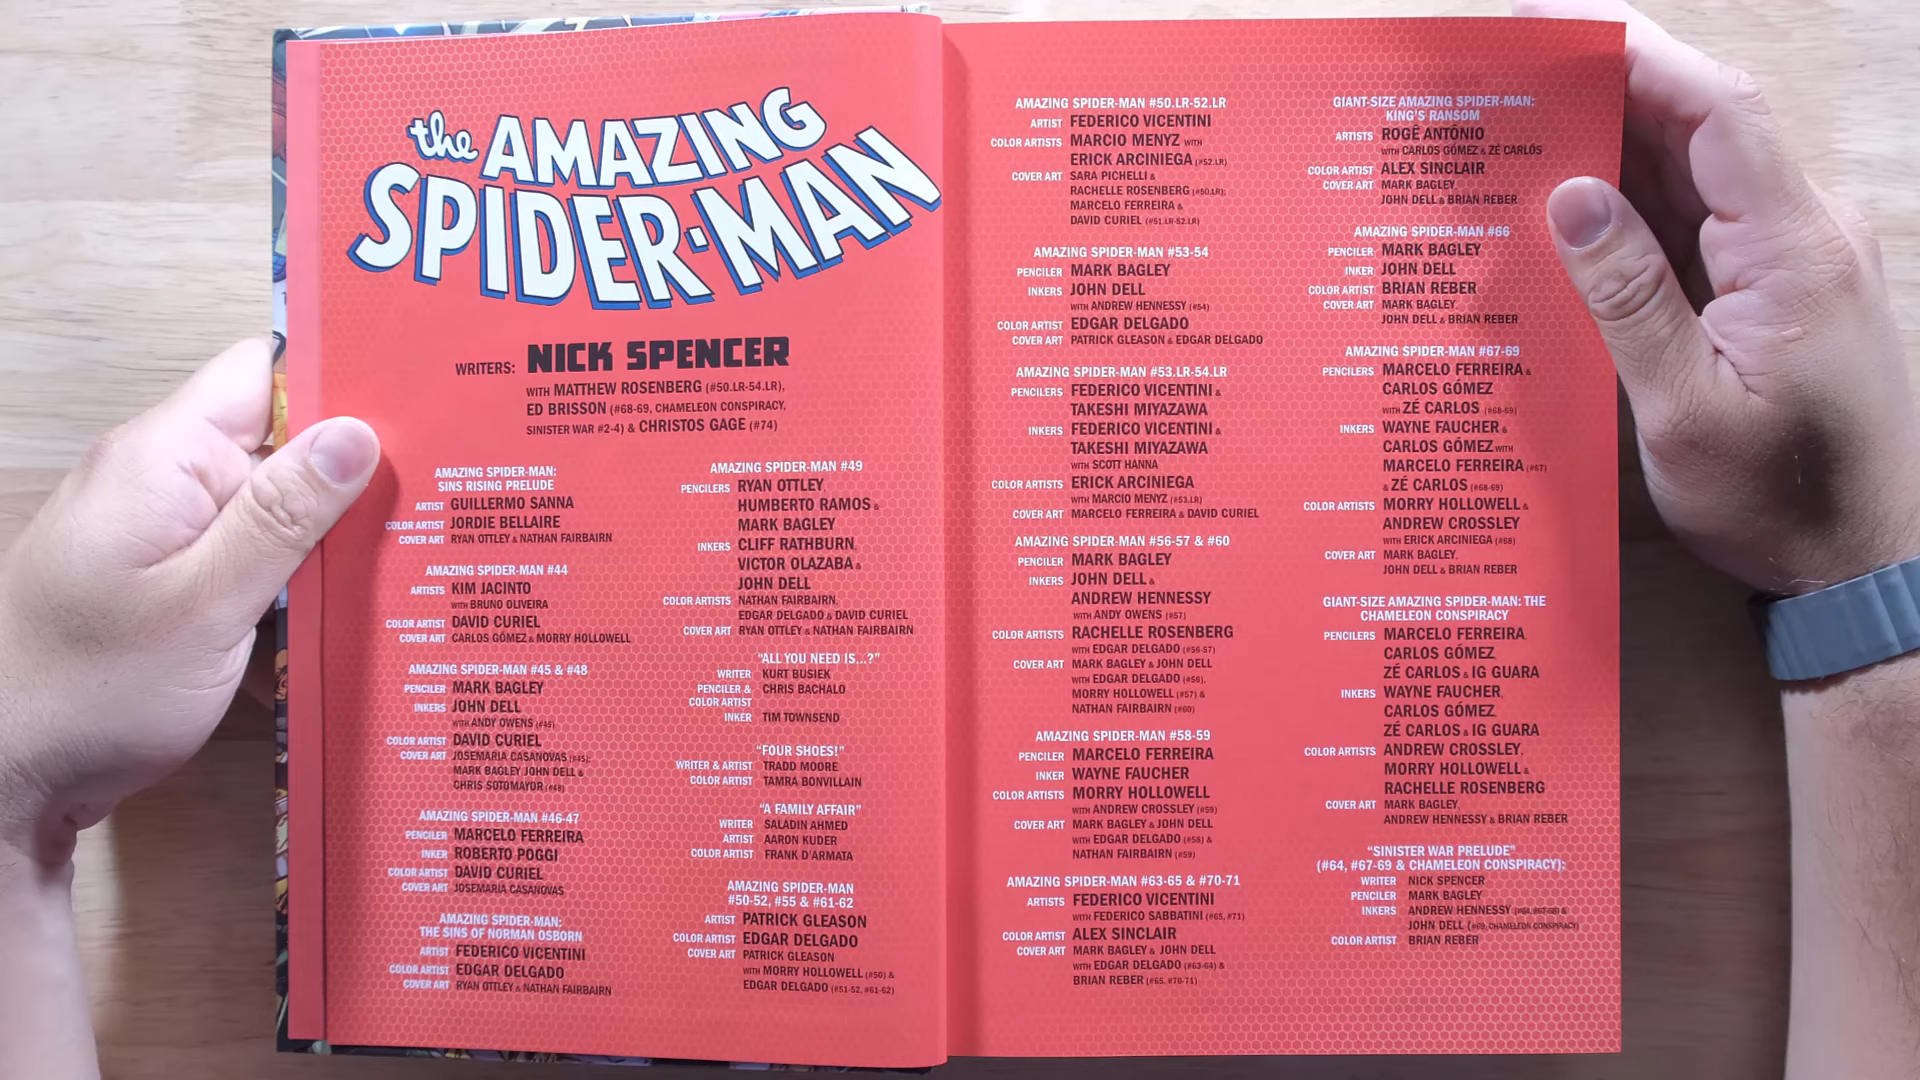 the AMAZING
SPIDER-MAN
WRITERS: NICK SPENCER
WITH MATTHEW ROSENBERG (#50.LR-54.LR),
ED BRISSON (#68-69, CHAMELEON CONSPIRACY,
SINISTER WAR #2-4) & CHRISTOS GAGE (#74)
AMAZING SPIDER-MAN:
SINS RISING PRELUDE
ARTIST GUILLERMO SANNA
COLOR ARTIST JORDIE BELLAIRE
COVER ART RYAN OTTLEY & NATHAN FAIRBAIRN
AMAZING SPIDER-MAN #44
ARTISTS KIM JACINTO
WITH BRUNO OLIVEIRA
COLOR ARTIST DAVID CURIEL
COVER ART CARLOS GÓMEZ & MORRY HOLLOWELL
AMAZING SPIDER-MAN #45 & #48
PENCILER MARK BAGLEY
INKERS JOHN DELL
WITH ANDY OWENS (#45)
COLOR ARTIST DAVID CURIEL
COVER ART JOSEMARIA CASANOVAS (#45);
MARK BAGLEY JOHN DELL &
CHRIS SOTOMAYOR (#48)
AMAZING SPIDER-MAN #46-47
PENCILER MARCELO FERREIRA
INKER ROBERTO POGGI
COLOR ARTIST DAVID CURIEL
COVER ART JOSEMARIA CASANOVAS
AMAZING SPIDER-MAN:
THE SINS OF NORMAN OSBORN
ARTIST FEDERICO VICENTINI
COLOR ARTIST EDGAR DELGADO
COVER ART RYAN OTTLEY & NATHAN FAIRBAIRN
AMAZING SPIDER-MAN #49
PENCILERS RYAN OTTLEY,
HUMBERTO RAMOS &
MARK BAGLEY
INKERS CLIFF RATHBURN,
VICTOR OLAZABA &
JOHN DELL
COLOR ARTISTS NATHAN FAIRBAIRN,
EDGAR DELGADO & DAVID CURIEL
COVER ART RYAN OTTLEY & NATHAN FAIRBAIRN
"ALL YOU NEED IS...?"
WRITER KURT BUSIEK
PENCILER & CHRIS BACHALO
COLOR ARTIST
INKER TIM TOWNSEND
"FOUR SHOES!"
WRITER & ARTIST TRADD MOORE
COLOR ARTIST TAMRA BONVILLAIN
"A FAMILY AFFAIR"
WRITER SALADIN AHMED
ARTIST AARON KUDER
COLOR ARTIST FRANK D'ARMATA
AMAZING SPIDER-MAN
#50-52, #55 & #61-62
ARTIST PATRICK GLEASON
COLOR ARTIST EDGAR DELGADO
COVER ART PATRICK GLEASON
WITH MORRY HOLLOWELL (#50) &
EDGAR DELGADO (#51-52, #61-62)
AMAZING SPIDER-MAN #50.LR-52.LR
ARTIST FEDERICO VICENTINI
COLOR ARTISTS MARCIO MENYZ WITH
ERICK ARCINIEGA (#52.LR)
COVER ART SARA PICHELLI &
RACHELLE ROSENBERG (#50.LR);
MARCELO FERREIRA &
DAVID CURIEL (#51.LR-52.LR)
AMAZING SPIDER-MAN #53-54
PENCILER MARK BAGLEY
INKERS JOHN DELL
WITH ANDREW HENNESSY (#54)
COLOR ARTIST EDGAR DELGADO
COVER ART PATRICK GLEASON & EDGAR DELGADO
AMAZING SPIDER-MAN #53.LR-54.LR
PENCILERS FEDERICO VICENTINI &
TAKESHI MIYAZAWA
INKERS FEDERICO VICENTINI &
TAKESHI MIYAZAWA
WITH SCOTT HANNA
COLOR ARTISTS ERICK ARCINIEGA
WITH MARCIO MENYZ (#53.LR)
COVER ART MARCELO FERREIRA & DAVID CURIEL
AMAZING SPIDER-MAN #56-57 & #60
PENCILER MARK BAGLEY
INKERS JOHN DELL &
ANDREW HENNESSY
WITH ANDY OWENS (#57)
COLOR ARTISTS RACHELLE ROSENBERG
WITH EDGAR DELGADO (#56-57)
COVER ART MARK BAGLEY & JOHN DELL
WITH EDGAR DELGADO (#56),
MORRY HOLLOWELL (#57) &
NATHAN FAIRBAIRN (#60)
AMAZING SPIDER-MAN #58-59
PENCILER MARCELO FERREIRA
INKER WAYNE FAUCHER
COLOR ARTISTS MORRY HOLLOWELL
WITH ANDREW CROSSLEY (#59)
COVER ART MARK BAGLEY & JOHN DELL
WITH EDGAR DELGADO (#58) &
NATHAN FAIRBAIRN (#59)
AMAZING SPIDER-MAN #63-65 & #70-71
ARTISTS FEDERICO VICENTINI
WITH FEDERICO SABBATINI (#65, #71)
COLOR ARTIST ALEX SINCLAIR
COVER ART MARK BAGLEY & JOHN DELL
WITH EDGAR DELGADO (#63-64) &
BRIAN REBER (#65, #70-71)
GIANT-SIZE AMAZING SPIDER-MAN:
KING'S RANSOM
ARTISTS ROGÊ ANTÔNIO
WITH CARLOS GÓMEZ & ZÉ CARLOS
COLOR ARTIST ALEX SINCLAIR
COVER ART MARK BAGLEY,
JOHN DELL & BRIAN REBER
AMAZING SPIDER-MAN #66
PENCILER MARK BAGLEY
INKER JOHN DELL
COLOR ARTIST BRIAN REBER
COVER ART MARK BAGLEY,
JOHN DELL & BRIAN REBER
AMAZING SPIDER-MAN #67-69
PENCILERS MARCELO FERREIRA &
CARLOS GÓMEZ
WITH ZÉ CARLOS (#68-69)
INKERS WAYNE FAUCHER &
CARLOS GÓMEZ WITH
MARCELO FERREIRA (#67)
& ZÉ CARLOS (#68-69)
COLOR ARTISTS MORRY HOLLOWELL &
ANDREW CROSSLEY
WITH ERICK ARCINIEGA (#68)
COVER ART MARK BAGLEY,
JOHN DELL & BRIAN REBER
GIANT-SIZE AMAZING SPIDER-MAN: THE
CHAMELEON CONSPIRACY
PENCILERS MARCELO FERREIRA,
CARLOS GÓMEZ,
ZÉ CARLOS & IG GUARA
INKERS WAYNE FAUCHER,
CARLOS GÓMEZ,
ZÉ CARLOS & IG GUARA
COLOR ARTISTS ANDREW CROSSLEY,
MORRY HOLLOWELL &
RACHELLE ROSENBERG
COVER ART MARK BAGLEY,
ANDREW HENNESSY & BRIAN REBER
"SINISTER WAR PRELUDE"
(#64, #67-69 & CHAMELEON CONSPIRACY):
WRITER NICK SPENCER
PENCILER MARK BAGLEY
INKERS ANDREW HENNESSY (#64, #67-68) &
JOHN DELL (#69, CHAMELEON CONSPIRACY)
COLOR ARTIST BRIAN REBER